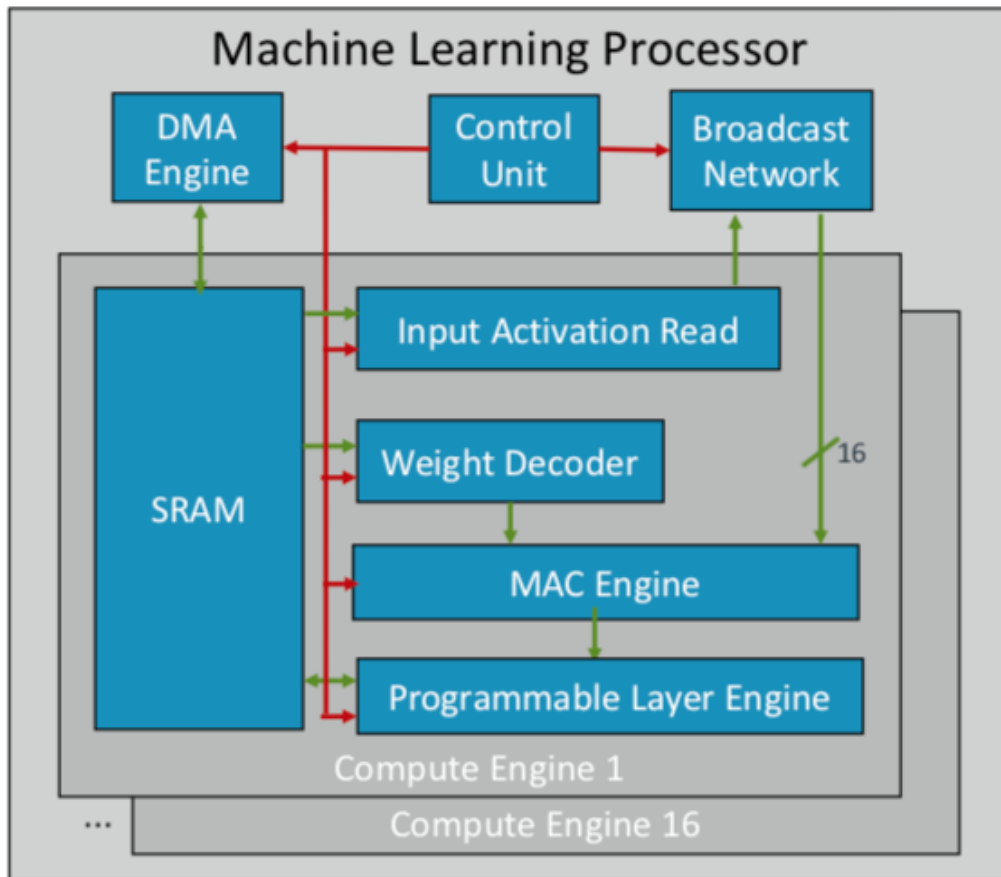 Machine Learning Processor
DMA
Engine
Control
Unit
Broadcast
Network
Input Activation Read
Weight Decoder
16
SRAM
MAC Engine
Programmable Layer Engine
Compute Engine 1
...
Compute Engine 16